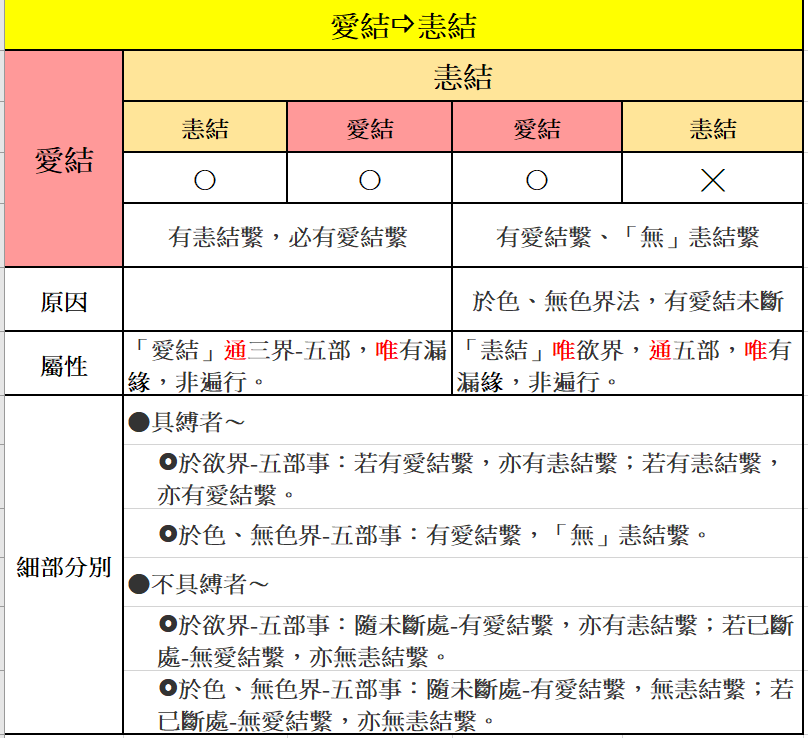 愛結⇨恚結
愛結
恚結
恚結 愛結 愛結 恚結
○ ○ ○ ╳
有恚結繫，必有愛結繫 有愛結繫、「無」恚結繫
原因
於色、無色界法，有愛結未斷
屬性
「愛結」通三界-五部，唯有漏
緣，非遍行。
「恚結」唯欲界，通五部，唯有
漏緣，非遍行。
細部分別
●具縛者～
⭘於欲界-五部事：若有愛結繫，亦有恚結繫；若有恚結繫，
亦有愛結繫。
⭘於色、無色界-五部事：有愛結繫，「無」恚結繫。
●不具縛者～
⭘於欲界-五部事：隨未斷處-有愛結繫，亦有恚結繫；若已斷
處-無愛結繫，亦無恚結繫。
⭘於色、無色界-五部事：隨未斷處-有愛結繫，無恚結繫；若
已斷處-無愛結繫，亦無恚結繫。